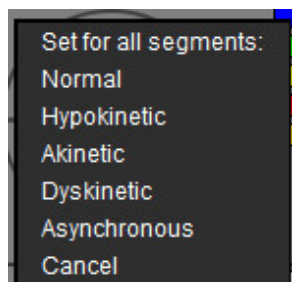 Set for all segments:
Normal
Hypokinetic
Akinetic
Dyskinetic
Asynchronous
Cancel